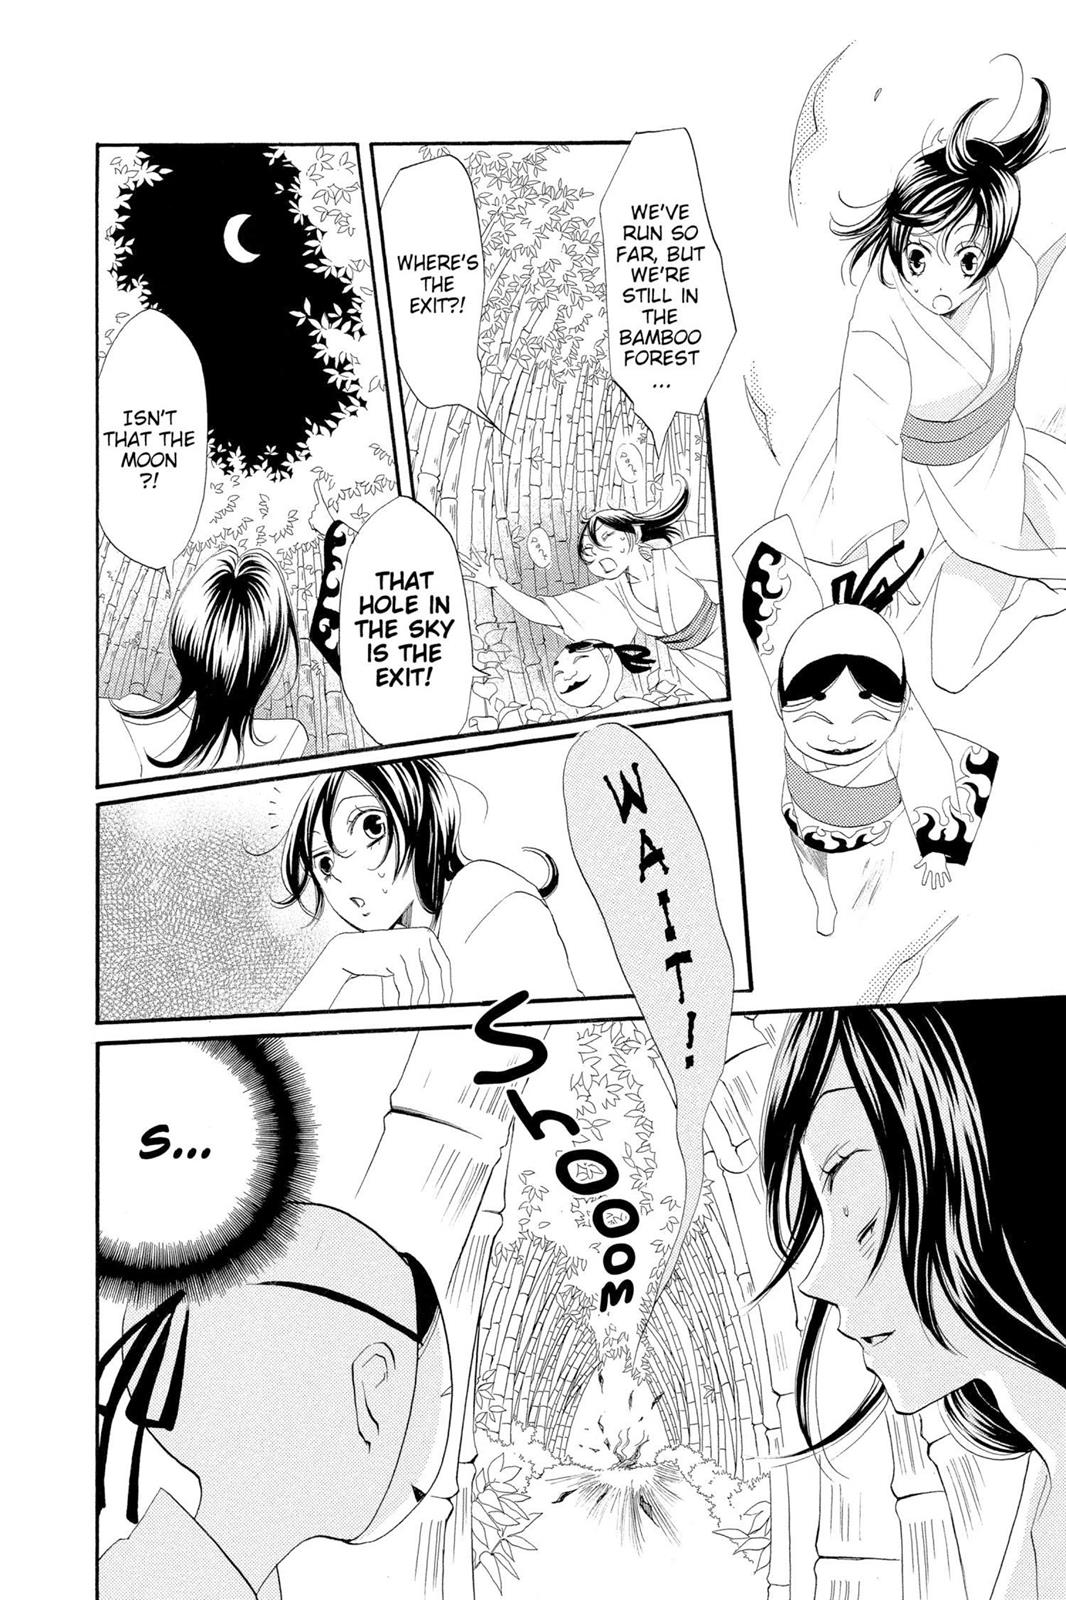 WE'VE
RUN SO
FAR, BUT
WE'RE
STILL IN
THE
BAMBOO
FOREST
...
WHERE'S
THE
EXIT?!
THAT
HOLE IN
THE SKY
IS THE
EXIT!
ISN'T
THAT THE
MOON
?!
WAIT!
SHOOOM
S...